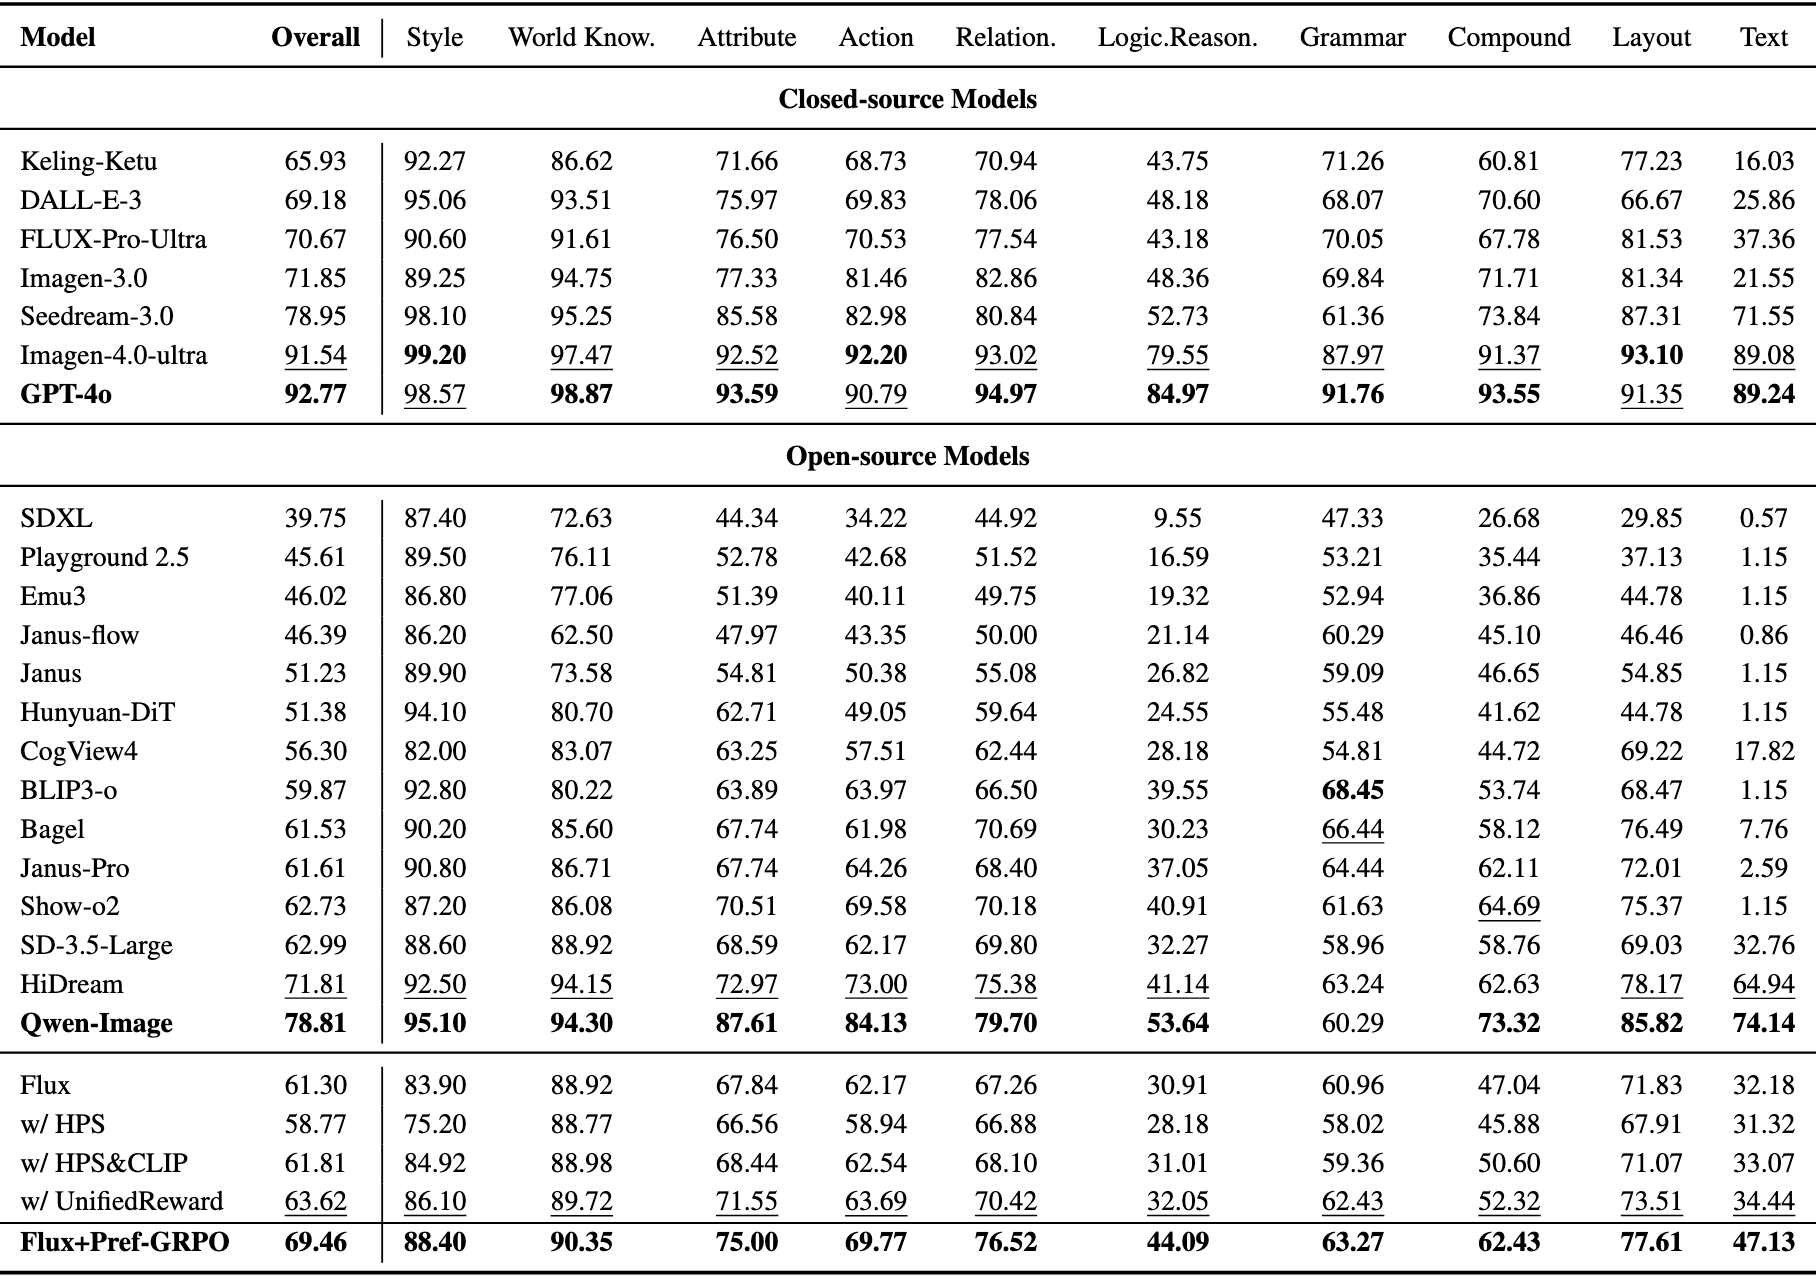 Model Overall Style World Know. Attribute Action Relation. Logic.Reason. Grammar Compound Layout Text
Closed-source Models
Keling-Ketu 65.93 92.27 86.62 71.66 68.73 70.94 43.75 71.26 60.81 77.23 16.03
DALL-E-3 69.18 95.06 93.51 75.97 69.83 78.06 48.18 68.07 70.60 66.67 25.86
FLUX-Pro-Ultra 70.67 90.60 91.61 76.50 70.53 77.54 43.18 70.05 67.78 81.53 37.36
Imagen-3.0 71.85 89.25 94.75 77.33 81.46 82.86 48.36 69.84 71.71 81.34 21.55
Seedream-3.0 78.95 98.10 95.25 85.58 82.98 80.84 52.73 61.36 73.84 87.31 71.55
Imagen-4.0-ultra 91.54 99.20 97.47 92.52 92.20 93.02 79.55 87.97 91.37 93.10 89.08
GPT-4o 92.77 98.57 98.87 93.59 90.79 94.97 84.97 91.76 93.55 91.35 89.24
Open-source Models
SDXL 39.75 87.40 72.63 44.34 34.22 44.92 9.55 47.33 26.68 29.85 0.57
Playground 2.5 45.61 89.50 76.11 52.78 42.68 51.52 16.59 53.21 35.44 37.13 1.15
Emu3 46.02 86.80 77.06 51.39 40.11 49.75 19.32 52.94 36.86 44.78 1.15
Janus-flow 46.39 86.20 62.50 47.97 43.35 50.00 21.14 60.29 45.10 46.46 0.86
Janus 51.23 89.90 73.58 54.81 50.38 55.08 26.82 59.09 46.65 54.85 1.15
Hunyuan-DiT 51.38 94.10 80.70 62.71 49.05 59.64 24.55 55.48 41.62 44.78 1.15
CogView4 56.30 82.00 83.07 63.25 57.51 62.44 28.18 54.81 44.72 69.22 17.82
BLIP3-o 59.87 92.80 80.22 63.89 63.97 66.50 39.55 68.45 53.74 68.47 1.15
Bagel 61.53 90.20 85.60 67.74 61.98 70.69 30.23 66.44 58.12 76.49 7.76
Janus-Pro 61.61 90.80 86.71 67.74 64.26 68.40 37.05 64.44 62.11 72.01 2.59
Show-o2 62.73 87.20 86.08 70.51 69.58 70.18 40.91 61.63 64.69 75.37 1.15
SD-3.5-Large 62.99 88.60 88.92 68.59 62.17 69.80 32.27 58.96 58.76 69.03 32.76
HiDream 71.81 92.50 94.15 72.97 73.00 75.38 41.14 63.24 62.63 78.17 64.94
Qwen-Image 78.81 95.10 94.30 87.61 84.13 79.70 53.64 60.29 73.32 85.82 74.14
Flux 61.30 83.90 88.92 67.84 62.17 67.26 30.91 60.96 47.04 71.83 32.18
w/ HPS 58.77 75.20 88.77 66.56 58.94 66.88 28.18 58.02 45.88 67.91 31.32
w/ HPS&CLIP 61.81 84.92 88.98 68.44 62.54 68.10 31.01 59.36 50.60 71.07 33.07
w/ UnifiedReward 63.62 86.10 89.72 71.55 63.69 70.42 32.05 62.43 52.32 73.51 34.44
Flux+Pref-GRPO 69.46 88.40 90.35 75.00 69.77 76.52 44.09 63.27 62.43 77.61 47.13